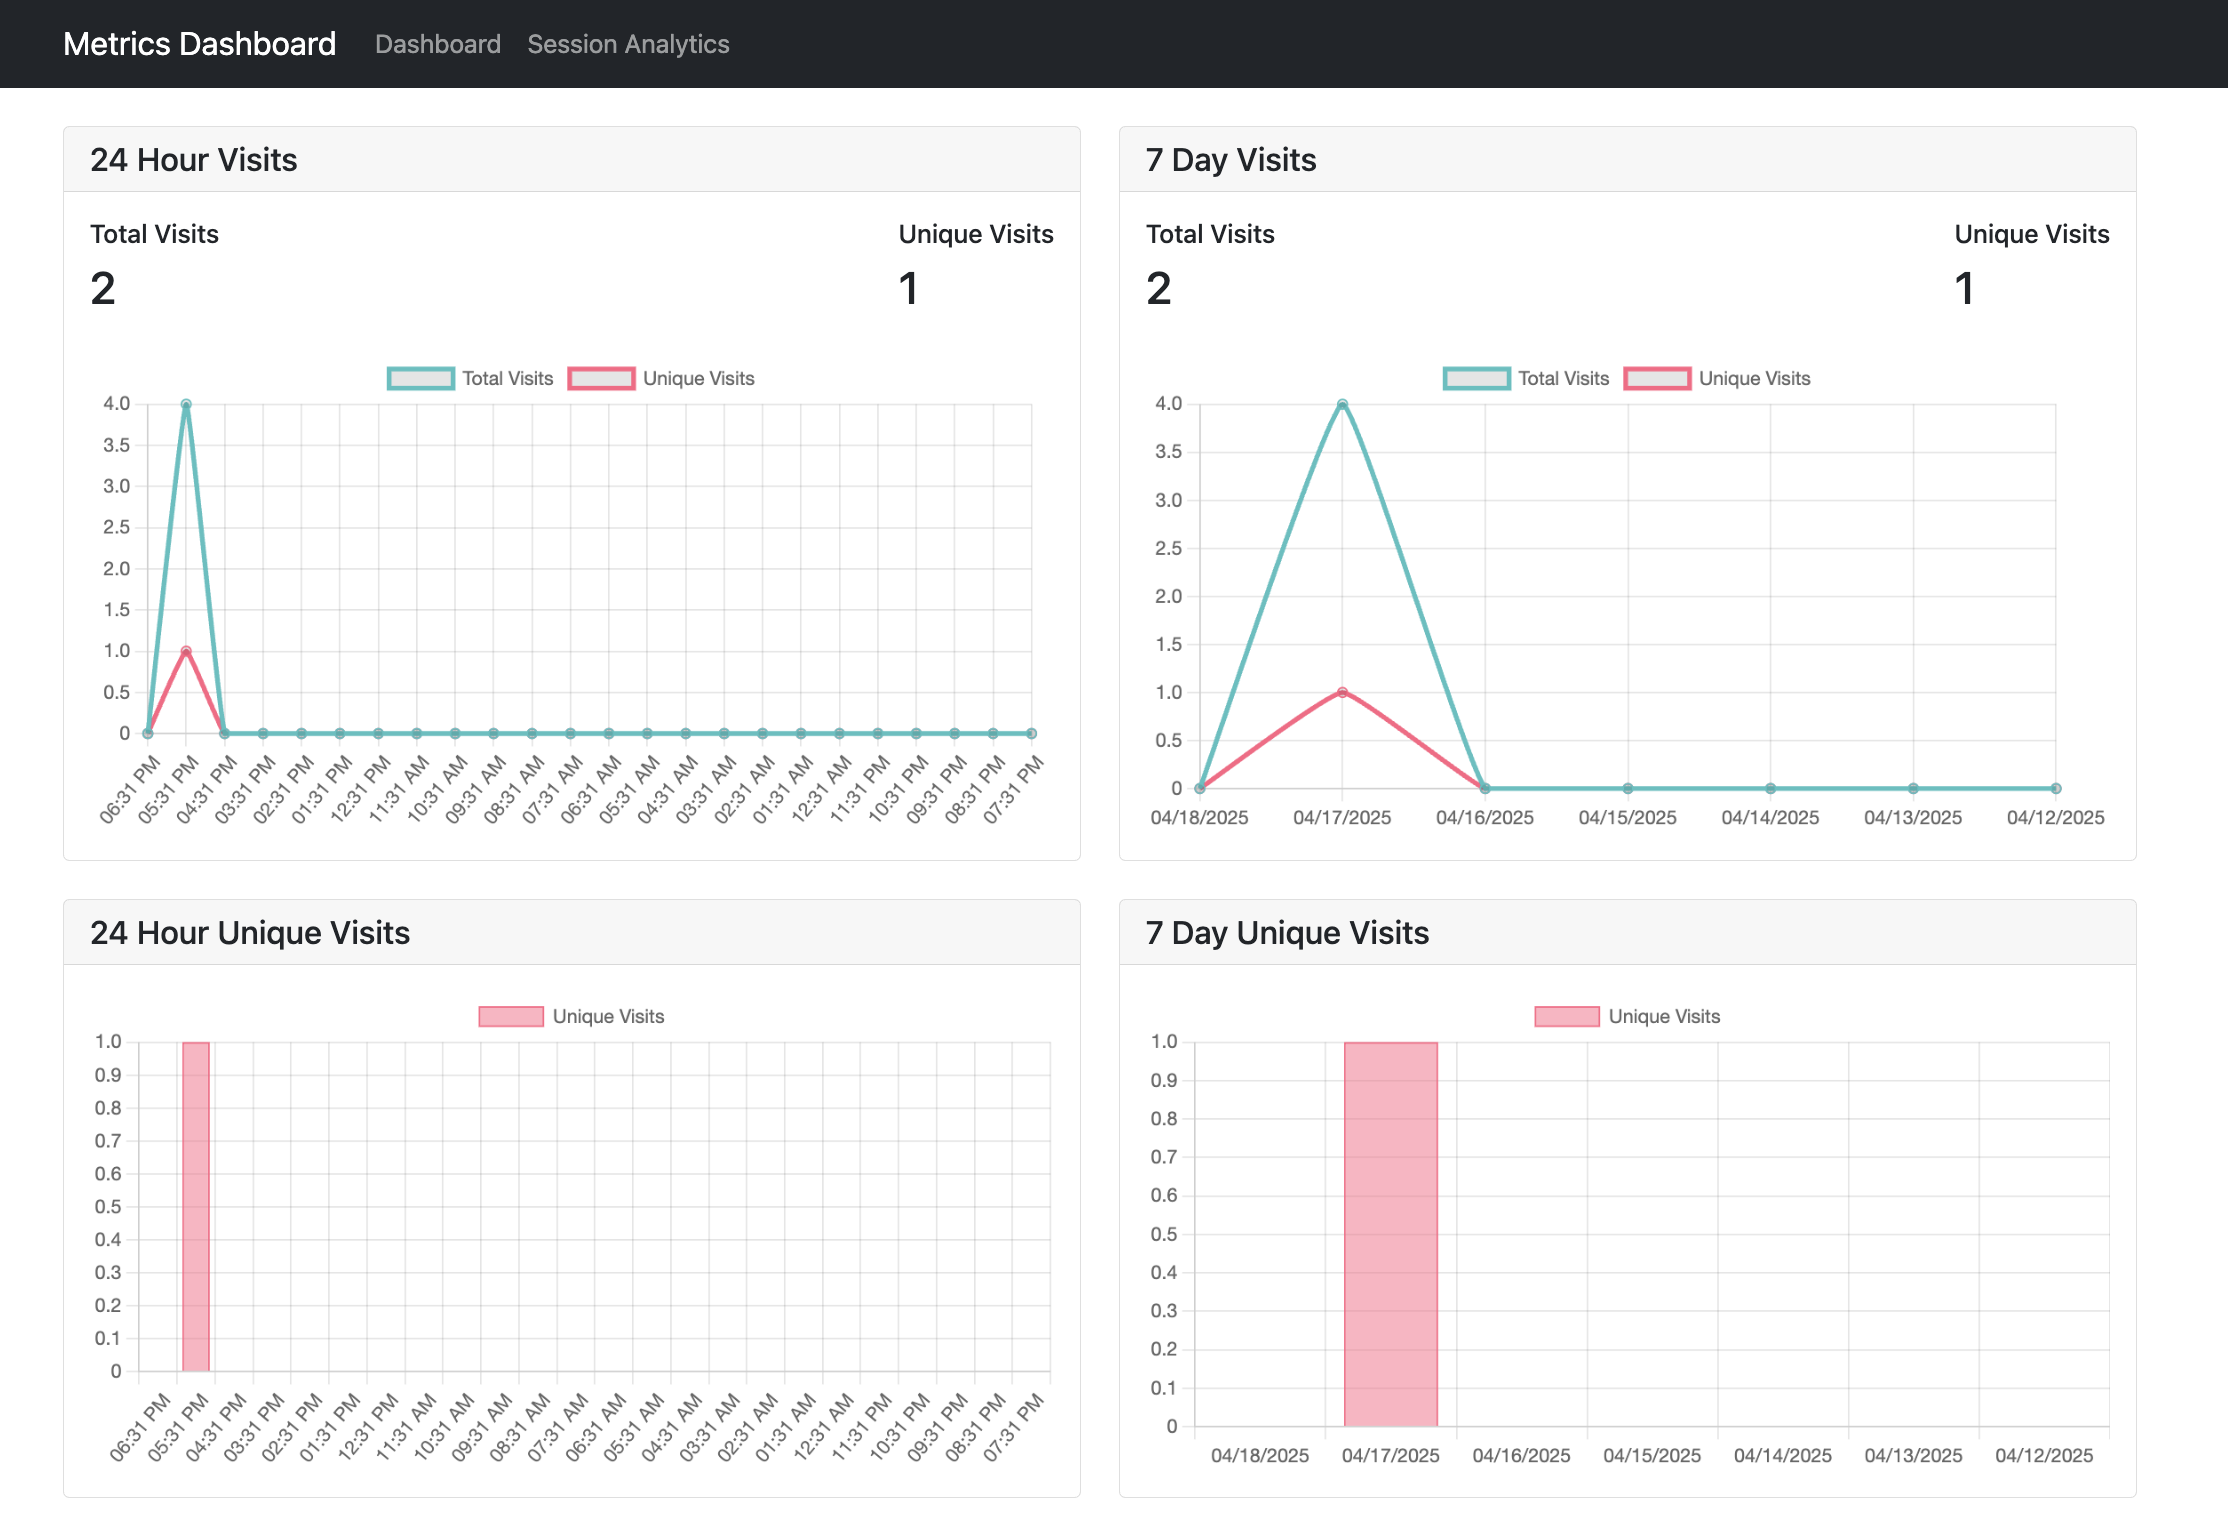 Metrics Dashboard Dashboard Session Analytics
24 Hour Visits
Total Visits Unique Visits
2 1
Total Visits Unique Visits
4.0
3.5
3.0
2.5
2.0
1.5
1.0
0.5
0
06:31 PM 05:31 PM 04:31 PM 03:31 PM 02:31 PM 01:31 PM 12:31 PM 11:31 AM 10:31 AM 09:31 AM 08:31 AM 07:31 AM 06:31 AM 05:31 AM 04:31 AM 03:31 AM 02:31 AM 01:31 AM 12:31 AM 11:31 PM 10:31 PM 09:31 PM 08:31 PM 07:31 PM
7 Day Visits
Total Visits Unique Visits
2 1
Total Visits Unique Visits
4.0
3.5
3.0
2.5
2.0
1.5
1.0
0.5
0
04/18/2025 04/17/2025 04/16/2025 04/15/2025 04/14/2025 04/13/2025 04/12/2025
24 Hour Unique Visits
Unique Visits
1.0
0.9
0.8
0.7
0.6
0.5
0.4
0.3
0.2
0.1
0
06:31 PM 05:31 PM 04:31 PM 03:31 PM 02:31 PM 01:31 PM 12:31 PM 11:31 AM 10:31 AM 09:31 AM 08:31 AM 07:31 AM 06:31 AM 05:31 AM 04:31 AM 03:31 AM 02:31 AM 01:31 AM 12:31 AM 11:31 PM 10:31 PM 09:31 PM 08:31 PM 07:31 PM
7 Day Unique Visits
Unique Visits
1.0
0.9
0.8
0.7
0.6
0.5
0.4
0.3
0.2
0.1
0
04/18/2025 04/17/2025 04/16/2025 04/15/2025 04/14/2025 04/13/2025 04/12/2025